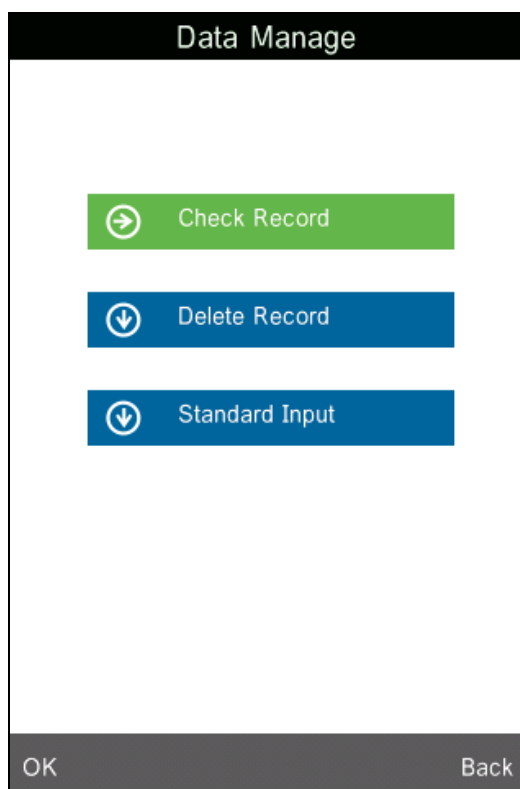 Data Manage
Check Record
Delete Record
Standard Input
OK Back